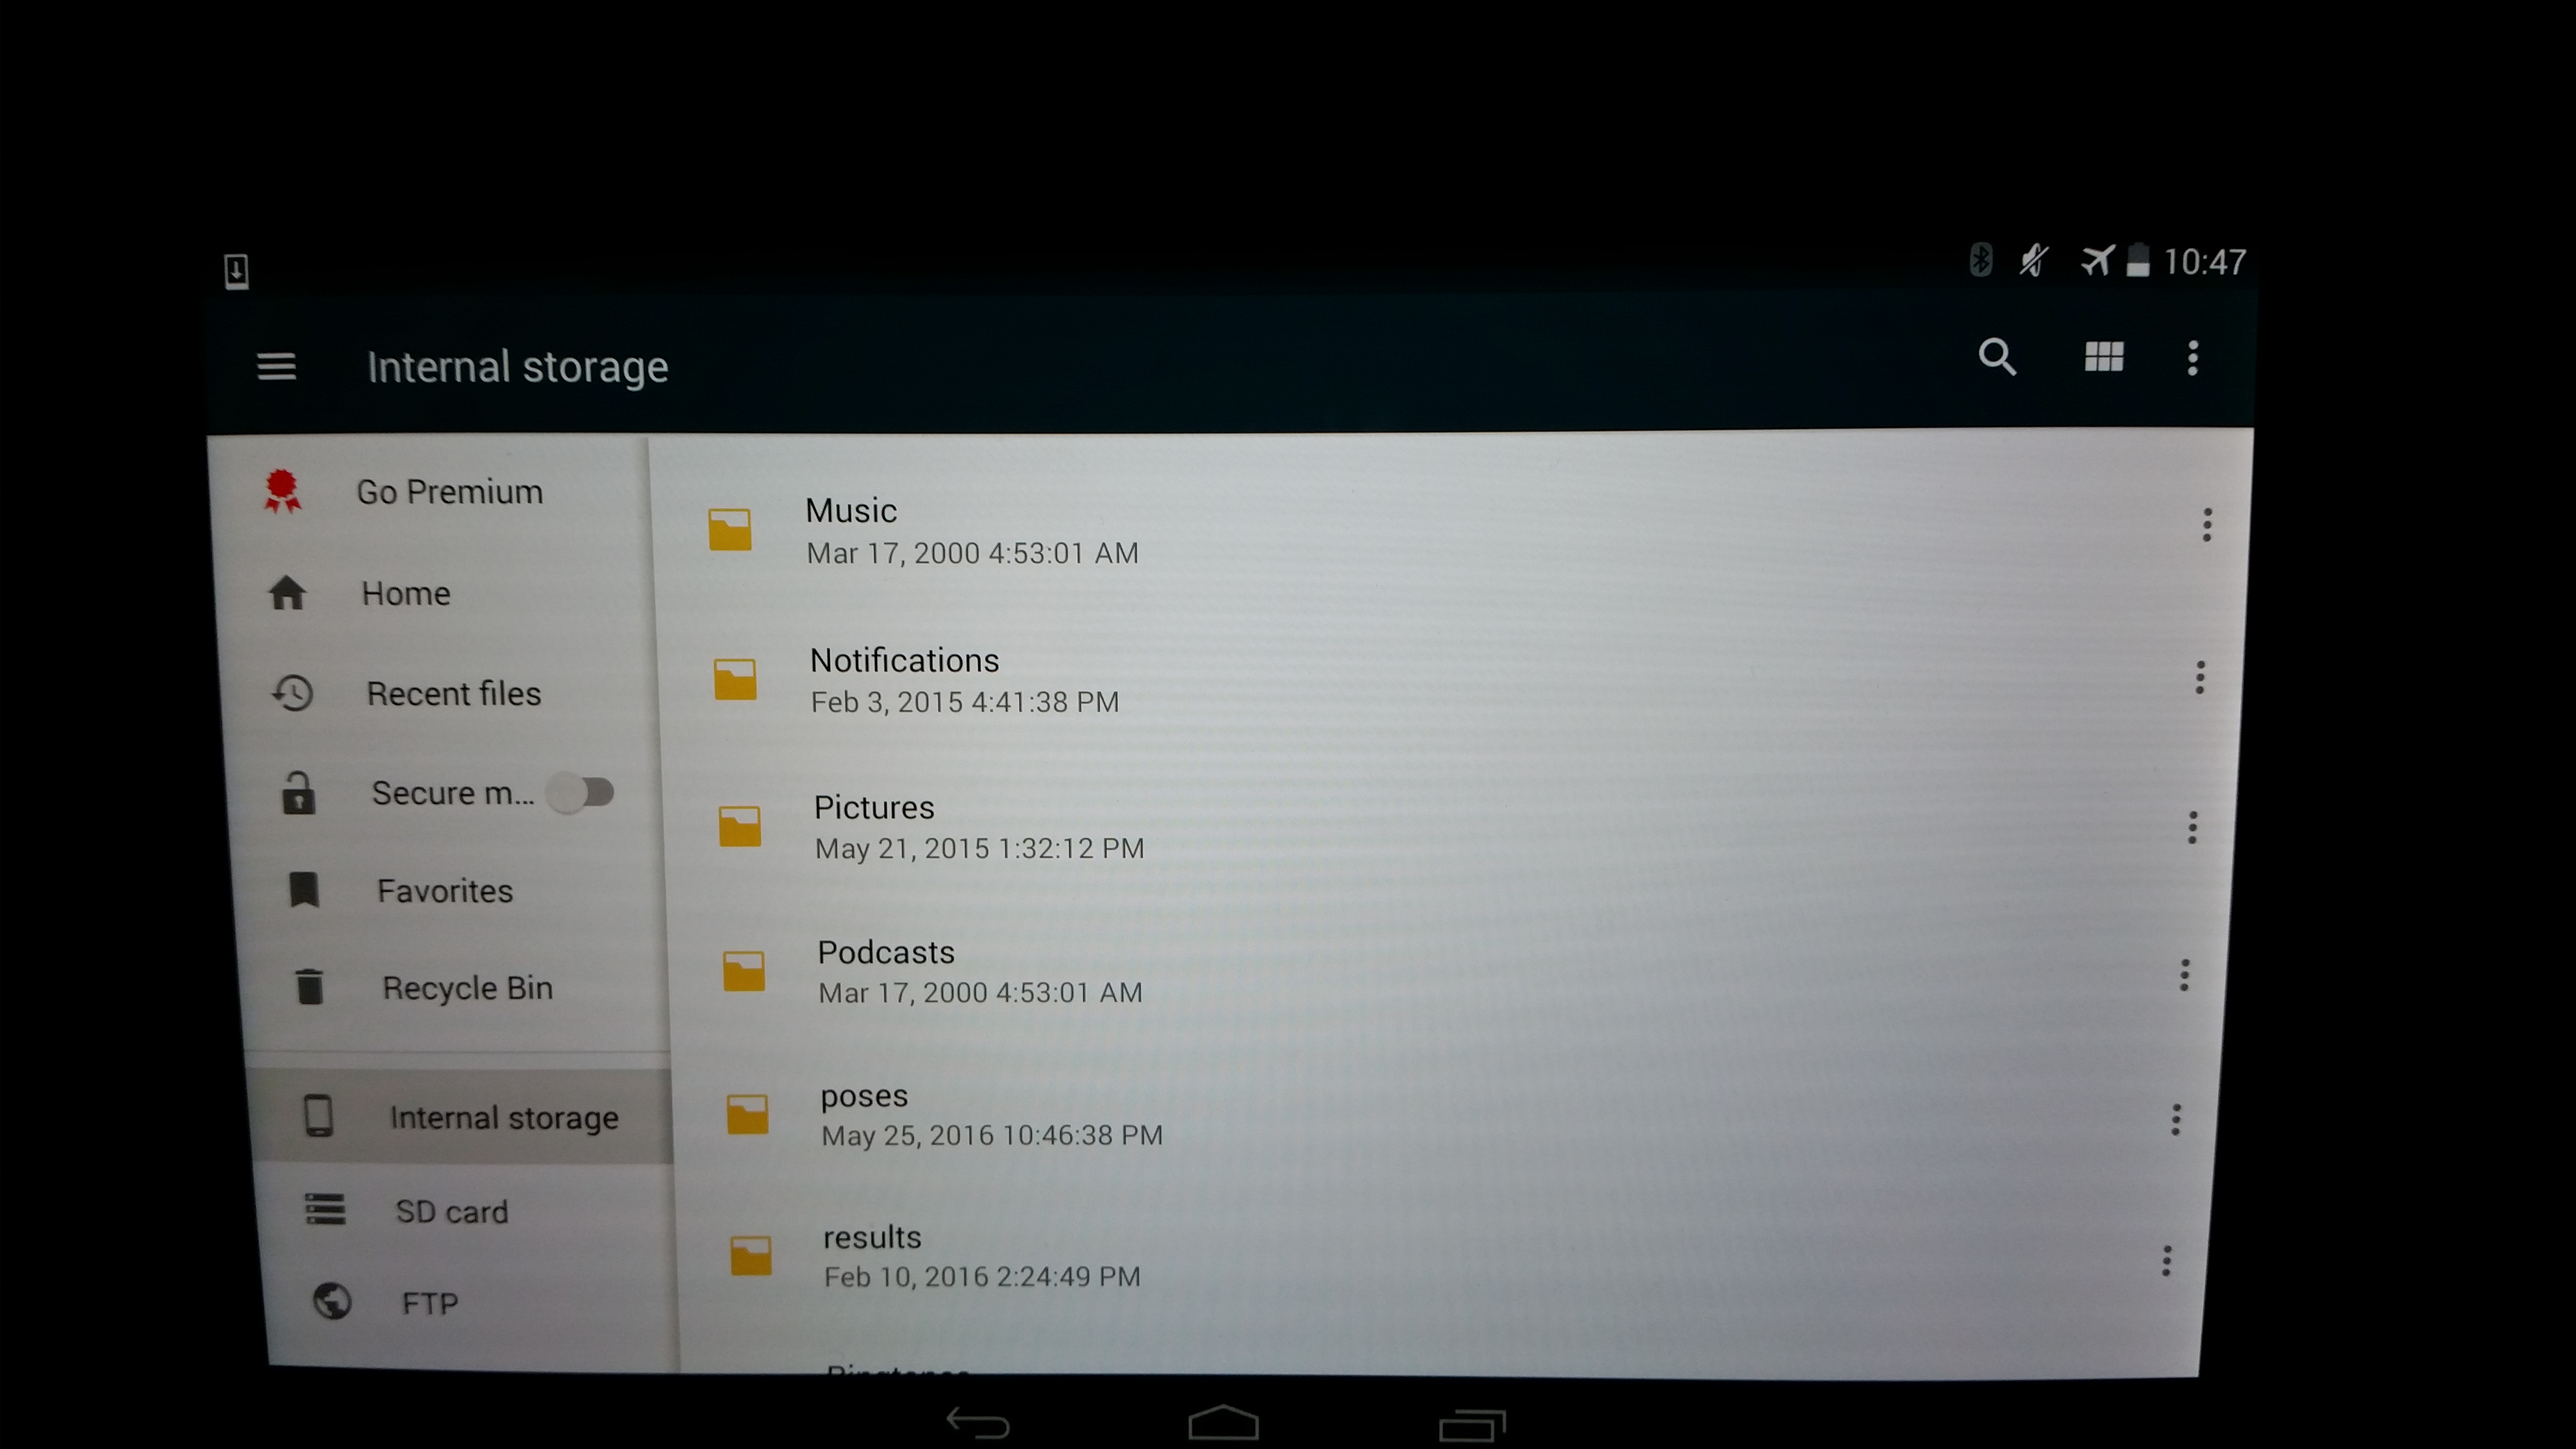 10:47
Internal storage
Go Premium
Home
Recent files
Secure m...
Favorites
Recycle Bin
Internal storage
SD card
FTP
Music
Mar 17, 2000 4:53:01 AM
Notifications
Feb 3, 2015 4:41:38 PM
Pictures
May 21, 2015 1:32:12 PM
Podcasts
Mar 17, 2000 4:53:01 AM
poses
May 25, 2016 10:46:38 PM
results
Feb 10, 2016 2:24:49 PM